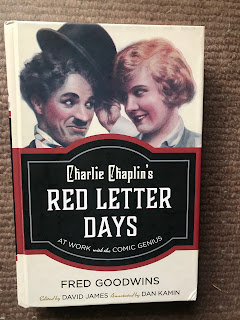 Charlie Chaplin's
RED LETTER
DAYS
AT WORK with the COMIC GENIUS
FRED GOODWINS
Edited by DAVID JAMES Annotated by DAN KAMIN